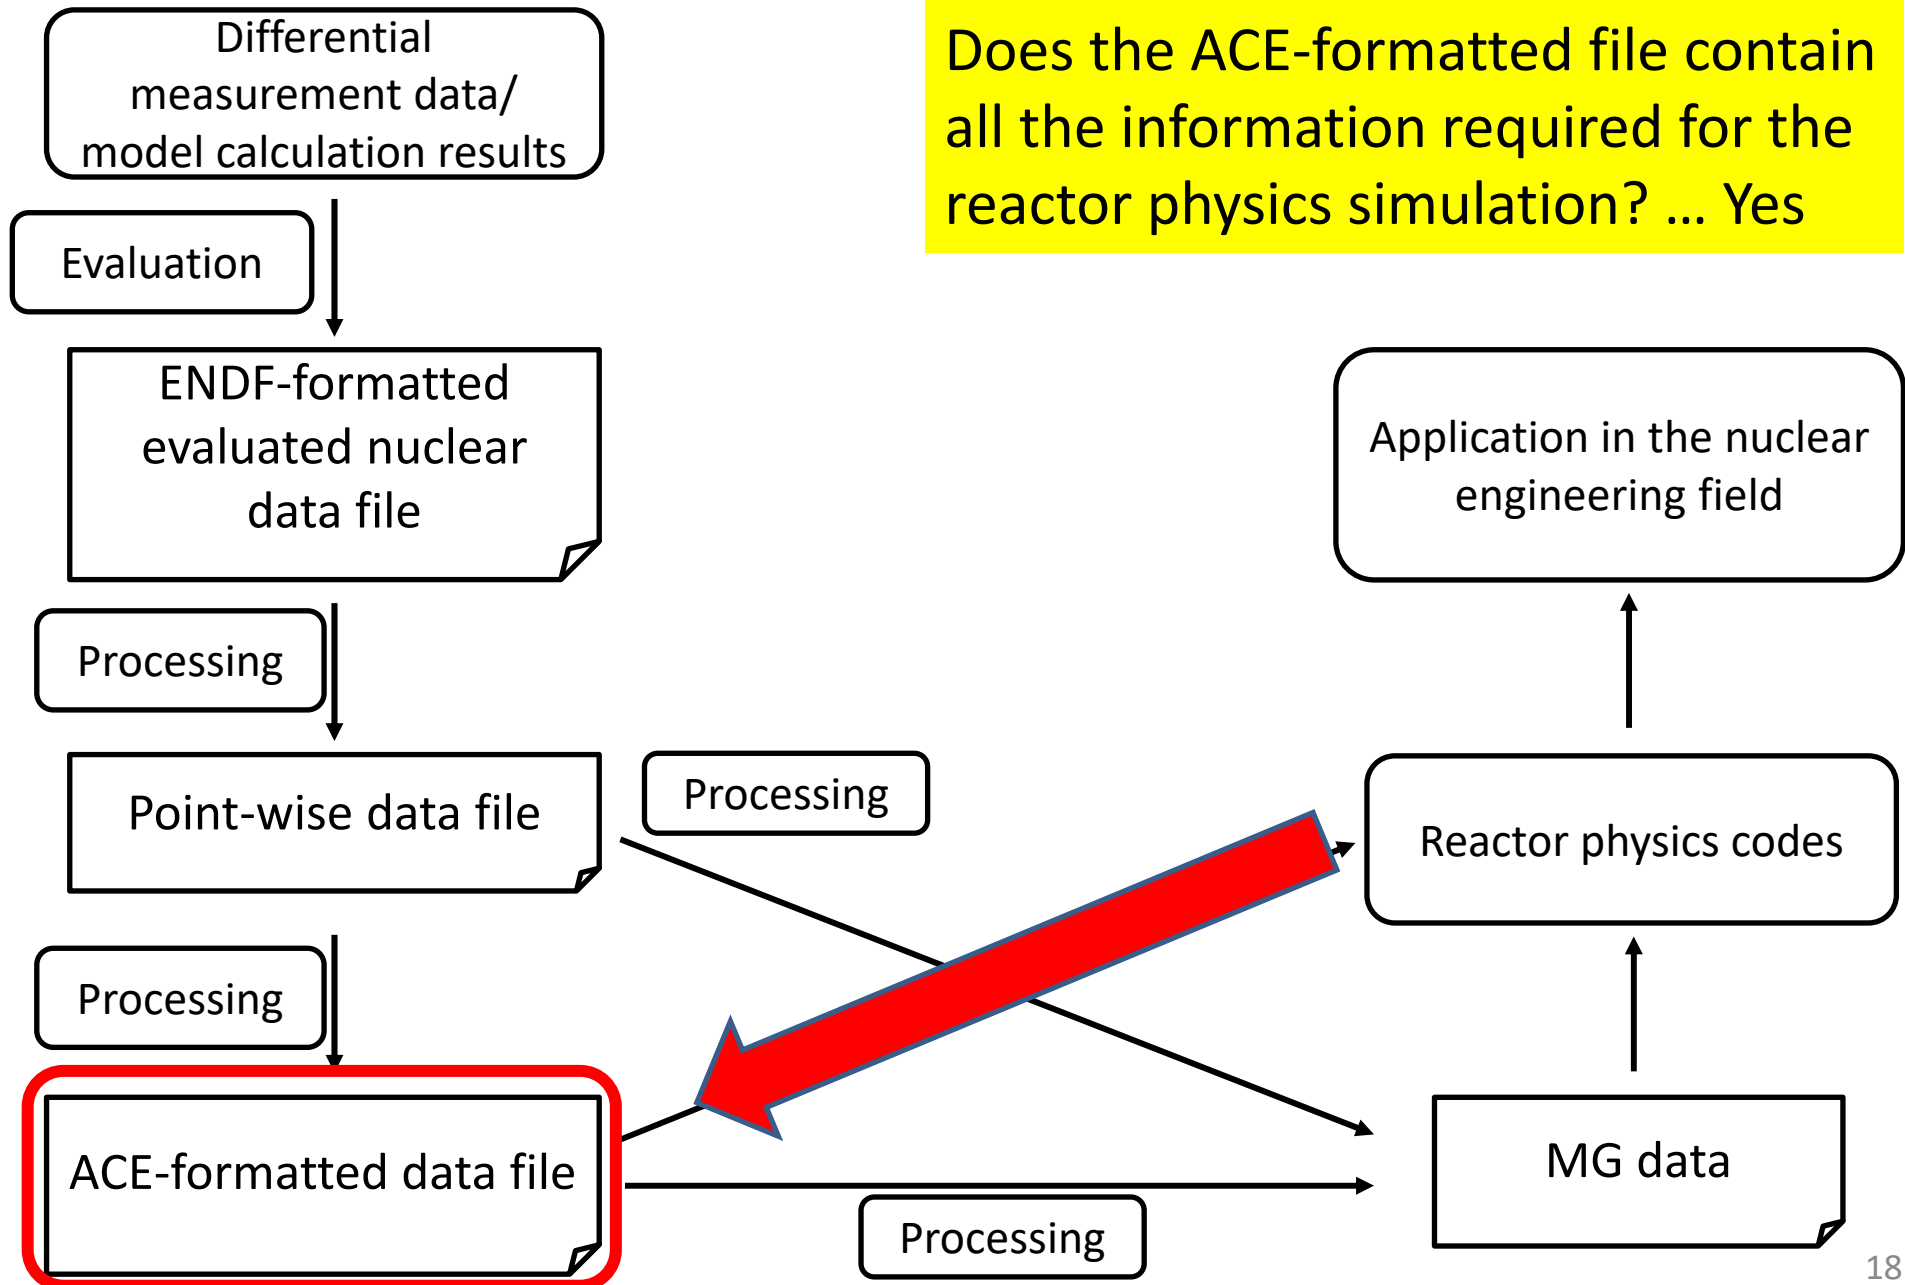 Differential
measurement data/
model calculation results
Does the ACE-formatted file contain
all the information required for the
reactor physics simulation? … Yes
Evaluation
ENDF-formatted
evaluated nuclear
data file
Application in the nuclear
engineering field
Processing
Point-wise data file
Processing
Reactor physics codes
Processing
ACE-formatted data file
MG data
Processing
18